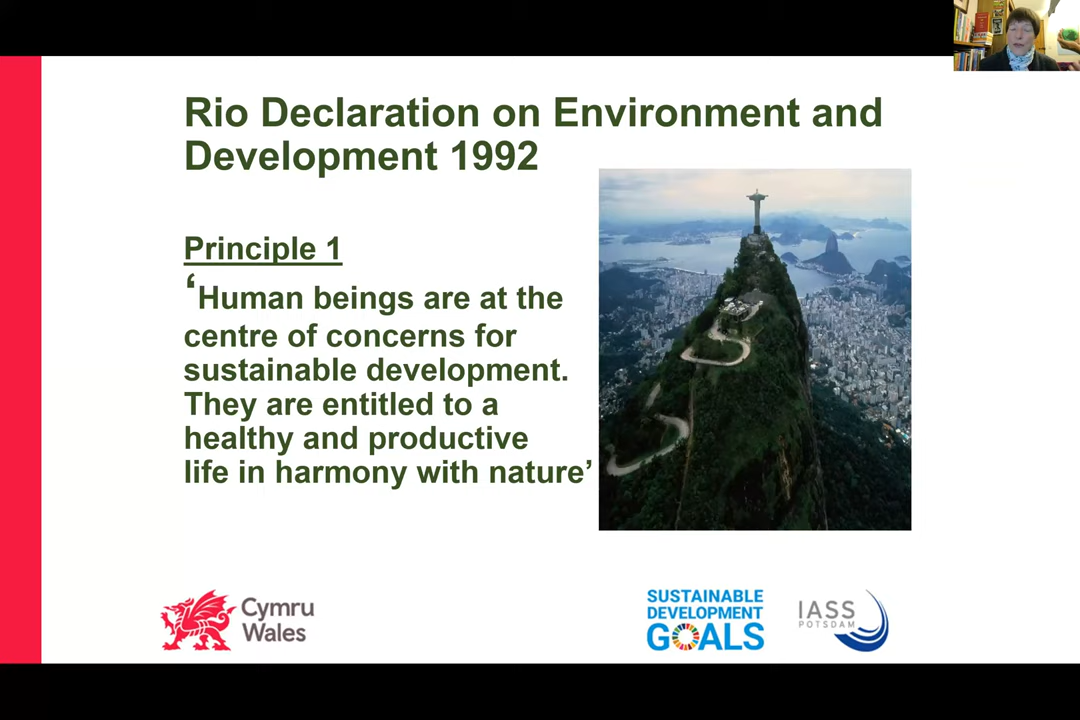 Rio Declaration on Environment and
Development 1992
Principle 1
‘Human beings are at the
centre of concerns for
sustainable development.
They are entitled to a
healthy and productive
life in harmony with nature’
Cymru
Wales
SUSTAINABLE
DEVELOPMENT
GOALS
IASS
POTSDAM